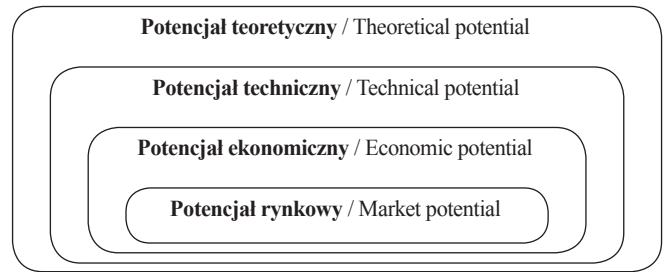 Potencjał teoretyczny / Theoretical potential
Potencjał techniczny / Technical potential
Potencjał ekonomiczny / Economic potential
Potencjał rynkowy / Market potential